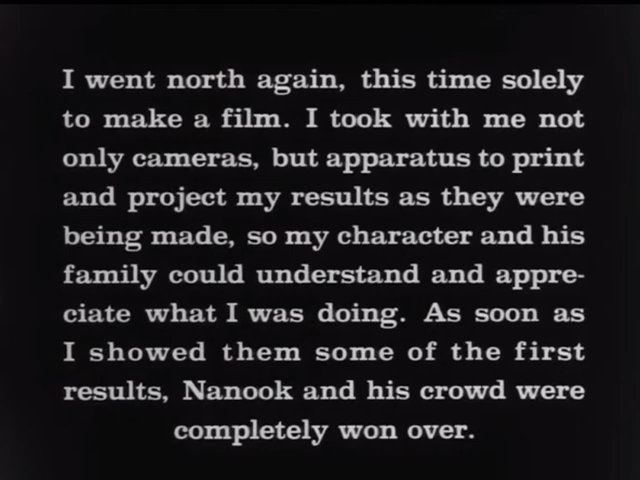 I went north again, this time solely
to make a film. I took with me not
only cameras, but apparatus to print
and project my results as they were
being made, so my character and his
family could understand and appre-
ciate what I was doing. As soon as
I showed them some of the first
results, Nanook and his crowd were
completely won over.